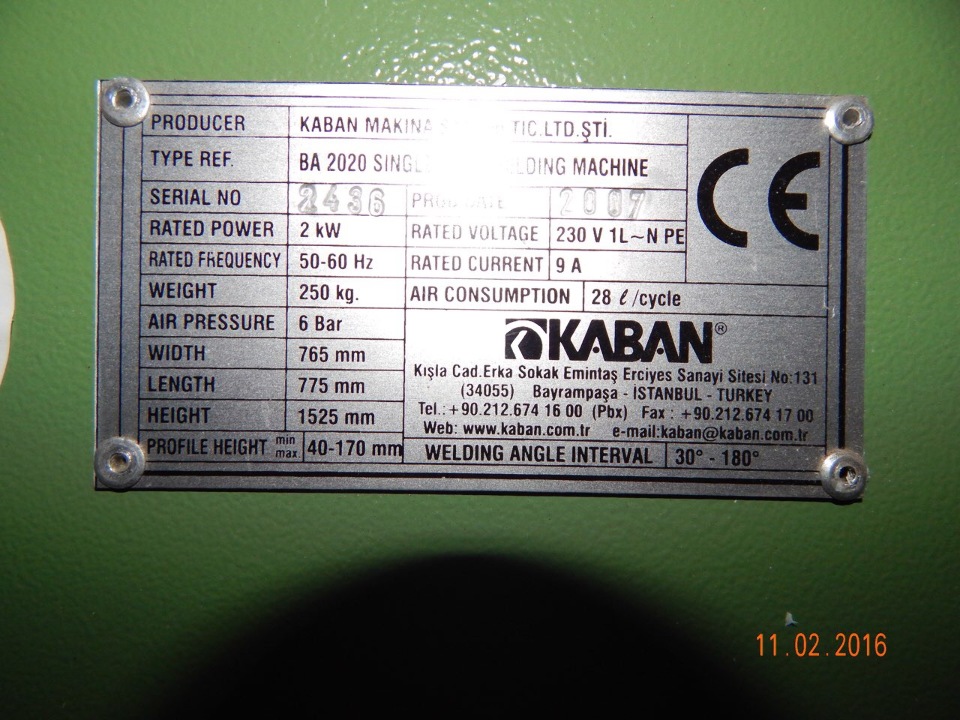 PRODUCER KABAN MAKINA TIC.LTD.ŞTİ.
TYPE REF. BA 2020 MACHINE
SERIAL NO 2436 PROD DATE 2007
RATED POWER 2 kW RATED VOLTAGE 230 V 1L~N PE
CE
RATED FREQUENCY 50-60 Hz RATED CURRENT 9 A
WEIGHT 250 kg. AIR CONSUMPTION 28 ℓ/cycle
AIR PRESSURE 6 Bar
WIDTH 765 mm
LENGTH 775 mm
HEIGHT 1525 mm
PROFILE HEIGHT min max 40-170 mm
KABAN®
Kışla Cad.Erka Sokak Emintaş Erciyes Sanayi Sitesi No:131
(34055) Bayrampaşa - İSTANBUL - TURKEY
Tel.:+90.212.674 16 00 (Pbx) Fax : +90.212.674 17 00
Web: www.kaban.com.tr e-mail:kaban@kaban.com.tr
WELDING ANGLE INTERVAL 30° - 180°
11.02.2016